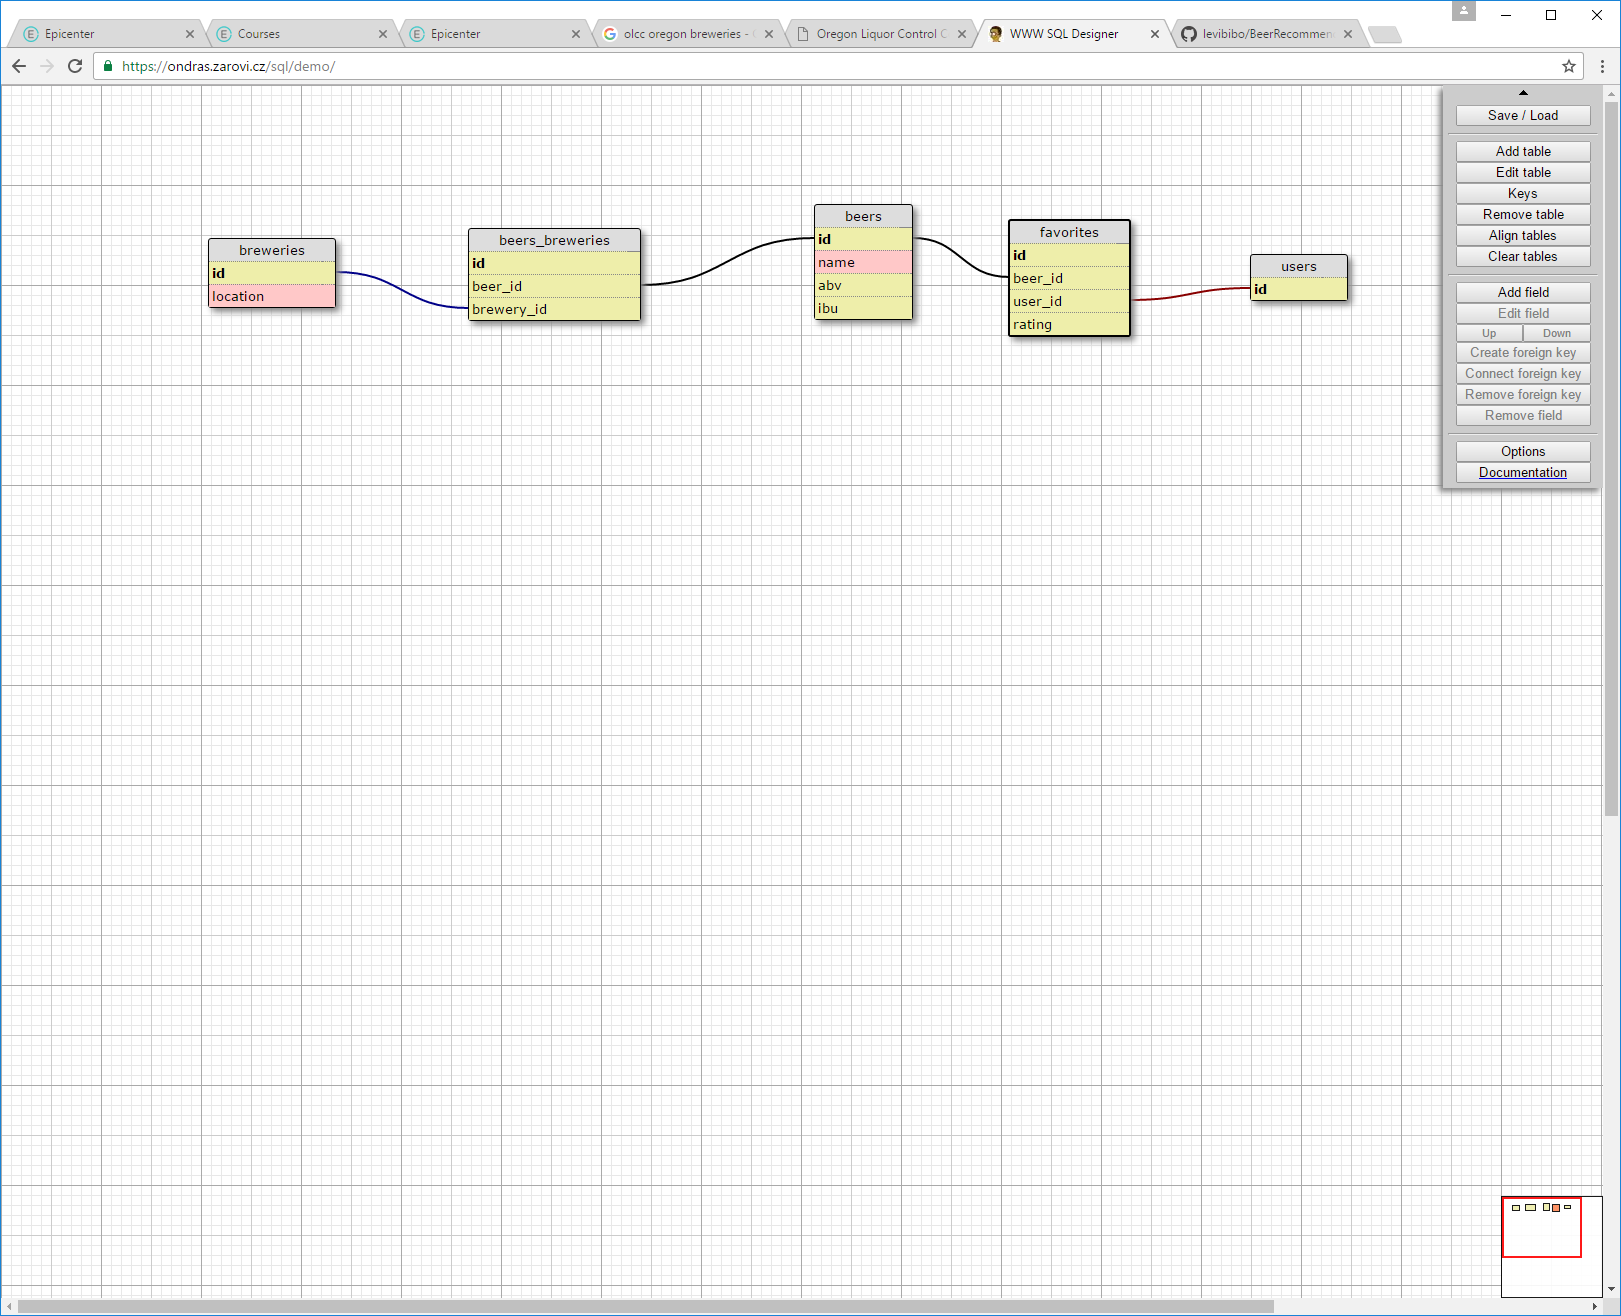 Epicenter
Courses
Epicenter
olcc oregon breweries -
Oregon Liquor Control C
WWW SQL Designer
levibibo/BeerRecommen
https://ondras.zarovi.cz/sql/demo/
Save / Load
Add table
Edit table
Keys
Remove table
Align tables
Clear tables
Add field
Edit field
Up Down
Create foreign key
Connect foreign key
Remove foreign key
Remove field
Options
Documentation
breweries
id
location
beers_breweries
id
beer_id
brewery_id
beers
id
name
abv
ibu
favorites
id
beer_id
user_id
rating
users
id